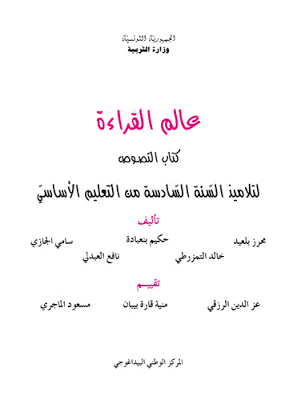 الجمهوريّة التّونسيّة
وزارة التربية
عالم القراءة
كتاب النصوص
لتلاميذ السّنة السّادسة من التعليم الأساسيّ
تأليف
محرز بلعيد حكيم بنعبادة سامي الجازي
خالد التمزرطي نافع العبدلي
تقييــم
عز الدين الرزقي منية قارة بيبان مسعود الماجري
المركز الوطني البيداغوجي